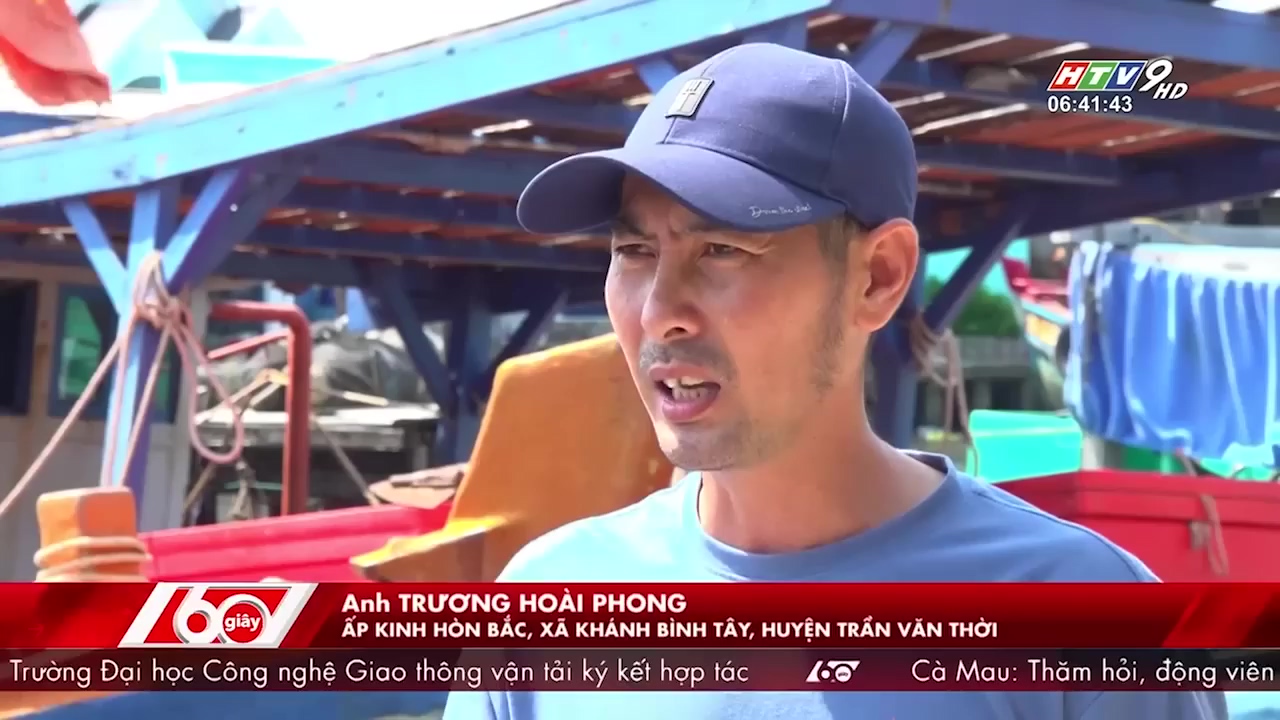 HTV9 HD
06:41:43
60 giây
Anh TRƯƠNG HOÀI PHONG
ẤP KINH HÒN BẮC, XÃ KHÁNH BÌNH TÂY, HUYỆN TRẦN VĂN THỜI
Trường Đại học Công nghệ Giao thông vận tải ký kết hợp tác 60giây Cà Mau: Thăm hỏi, động viên